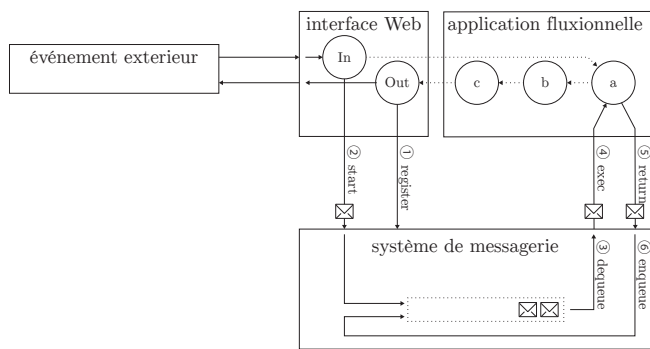 interface Web
application fluxionnelle
événement exterieur
In
Out
c
b
a
② start
① register
④ exec
⑤ return
système de messagerie
③ dequeue
⑥ enqueue